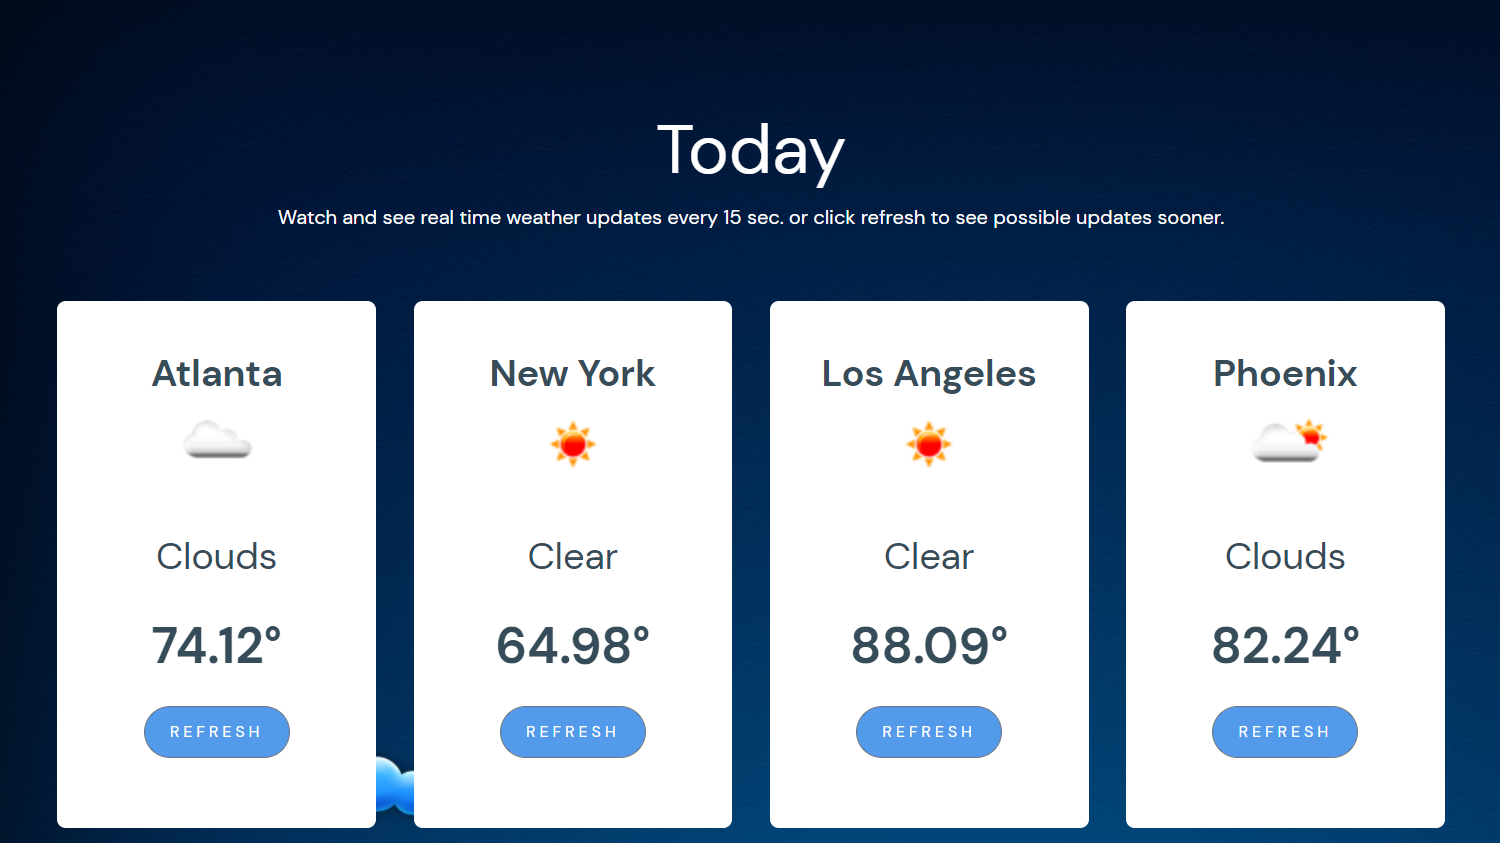 Today
Watch and see real time weather updates every 15 sec. or click refresh to see possible updates sooner.
Atlanta
Clouds
74.12°
REFRESH
New York
Clear
64.98°
REFRESH
Los Angeles
Clear
88.09°
REFRESH
Phoenix
Clouds
82.24°
REFRESH